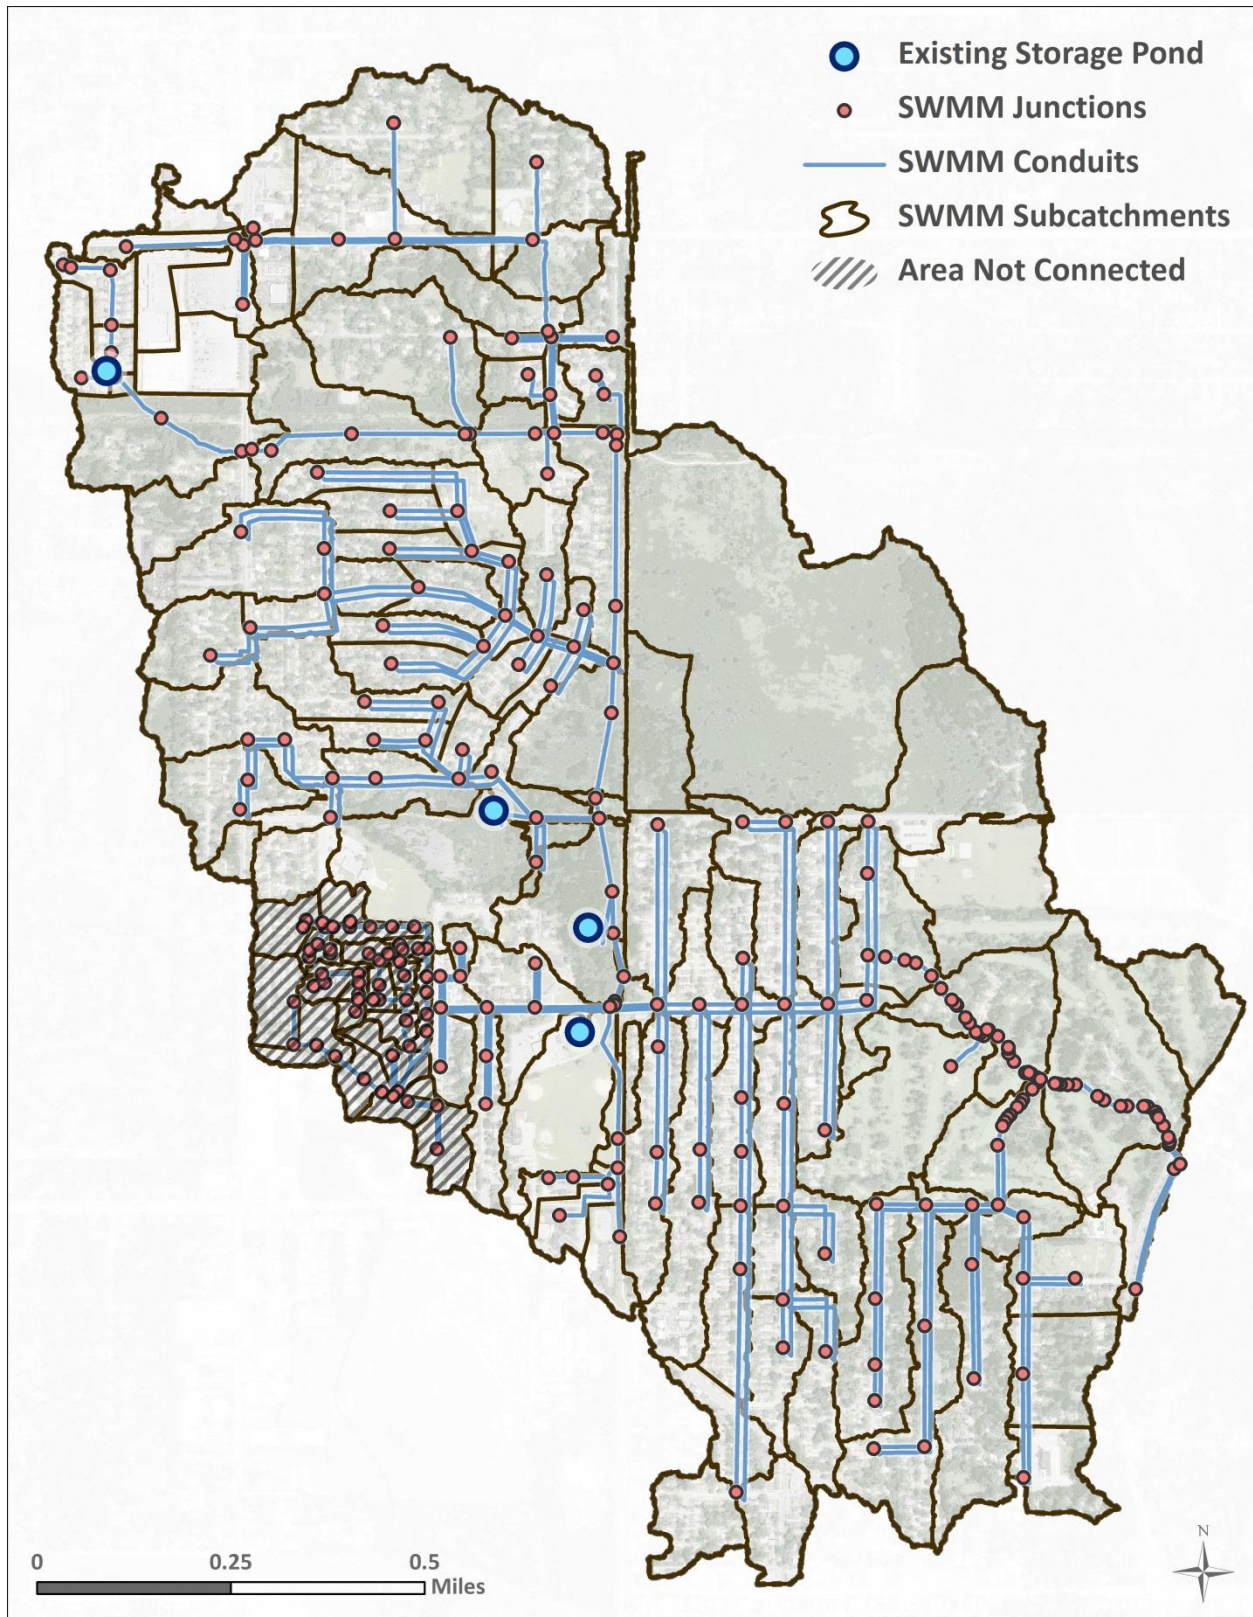 Existing Storage Pond
SWMM Junctions
SWMM Conduits
SWMM Subcatchments
Area Not Connected
N
0 0.25 0.5
Miles